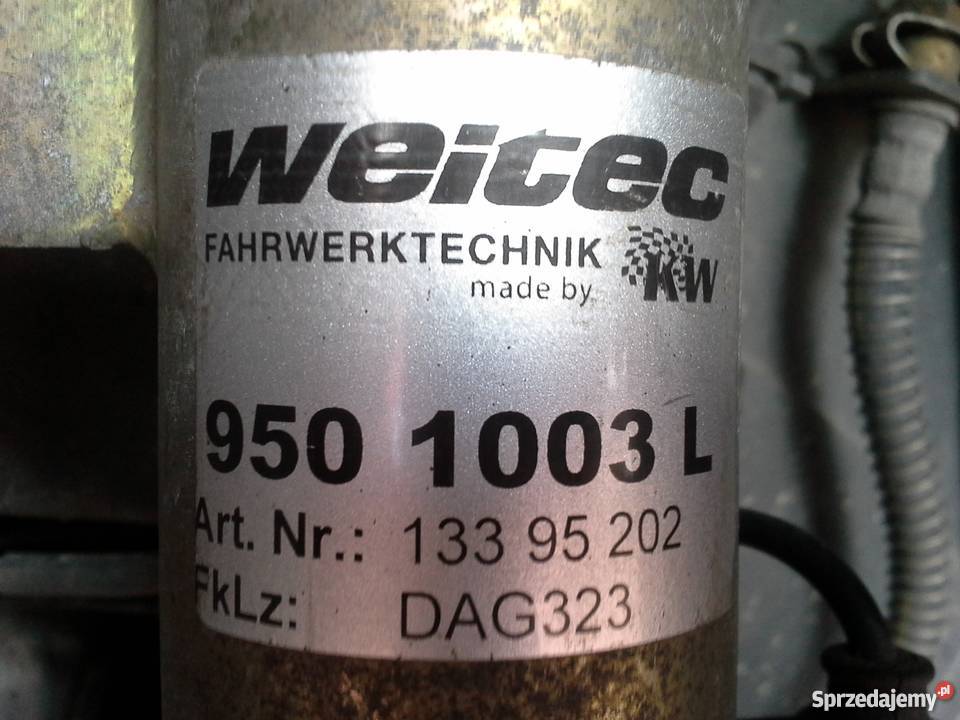 weitec
FAHRWERKTECHNIK
made by KW
950 1003 L
Art. Nr.: 133 95 202
FkLz: DAG323
Sprzedajemy.pl